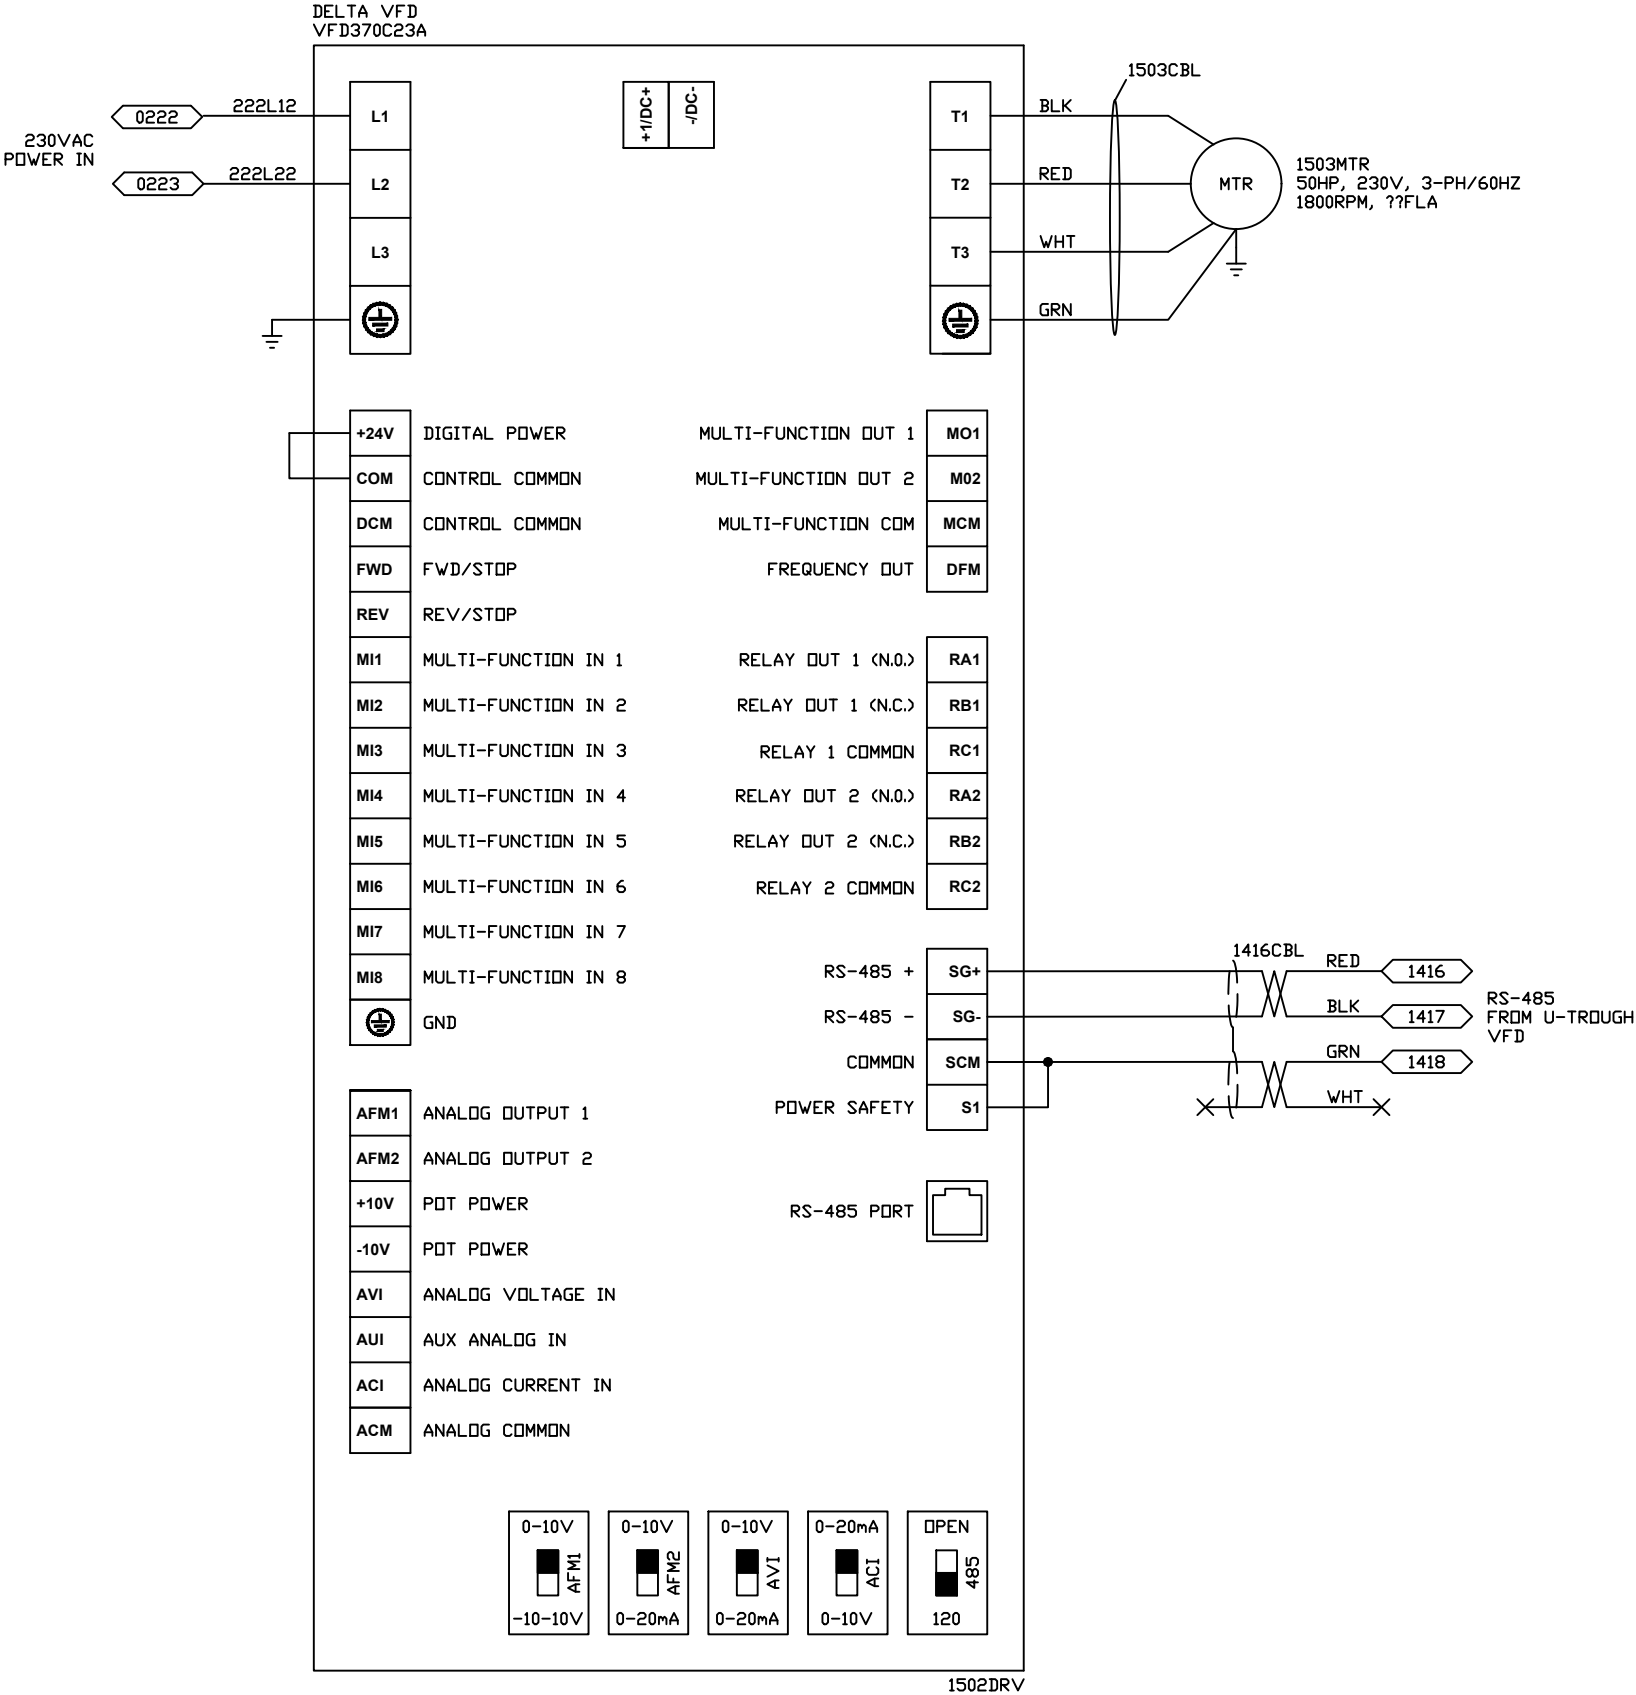 DELTA VFD
VFD370C23A
230VAC
POWER IN
0222
222L12
L1
0223
222L22
L2
L3
+1/DC+
-/DC-
T1
BLK
T2
RED
T3
WHT
GRN
1503CBL
MTR
1503MTR
50HP, 230V, 3-PH/60HZ
1800RPM, ??FLA
+24V DIGITAL POWER
COM CONTROL COMMON
DCM CONTROL COMMON
FWD FWD/STOP
REV REV/STOP
MI1 MULTI-FUNCTION IN 1
MI2 MULTI-FUNCTION IN 2
MI3 MULTI-FUNCTION IN 3
MI4 MULTI-FUNCTION IN 4
MI5 MULTI-FUNCTION IN 5
MI6 MULTI-FUNCTION IN 6
MI7 MULTI-FUNCTION IN 7
MI8 MULTI-FUNCTION IN 8
GND
MULTI-FUNCTION OUT 1 MO1
MULTI-FUNCTION OUT 2 M02
MULTI-FUNCTION COM MCM
FREQUENCY OUT DFM
RELAY OUT 1 (N.O.) RA1
RELAY OUT 1 (N.C.) RB1
RELAY 1 COMMON RC1
RELAY OUT 2 (N.O.) RA2
RELAY OUT 2 (N.C.) RB2
RELAY 2 COMMON RC2
RS-485 + SG+
RS-485 - SG-
COMMON SCM
POWER SAFETY S1
1416CBL
RED
1416
BLK
1417
GRN
1418
WHT
RS-485
FROM U-TROUGH
VFD
RS-485 PORT
AFM1 ANALOG OUTPUT 1
AFM2 ANALOG OUTPUT 2
+10V POT POWER
-10V POT POWER
AVI ANALOG VOLTAGE IN
AUI AUX ANALOG IN
ACI ANALOG CURRENT IN
ACM ANALOG COMMON
0-10V
AFM1
-10-10V
0-10V
AFM2
0-20mA
0-10V
AVI
0-20mA
0-20mA
ACI
0-10V
OPEN
485
120
1502DRV